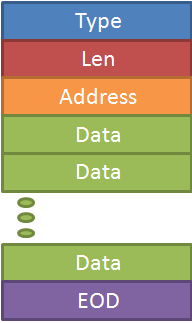 Type
Len
Address
Data
Data
Data
EOD